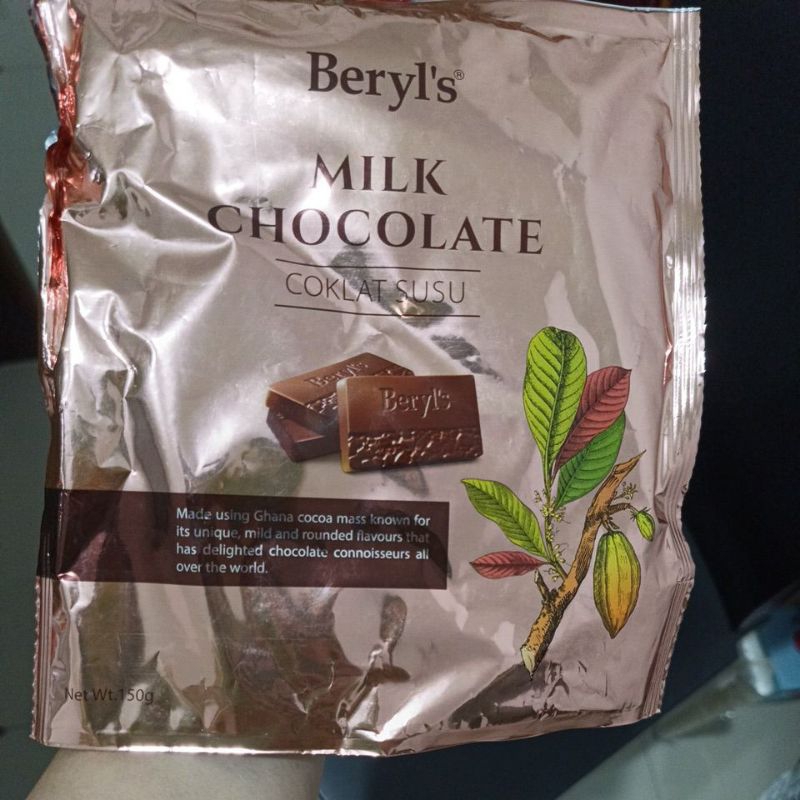 Beryl's®
MILK
CHOCOLATE
COKLAT SUSU
Beryl's
Beryl's
Made using Ghana cocoa mass known for
its unique, mild and rounded flavours that
has delighted chocolate connoisseurs all
over the world.
Net Wt.150g